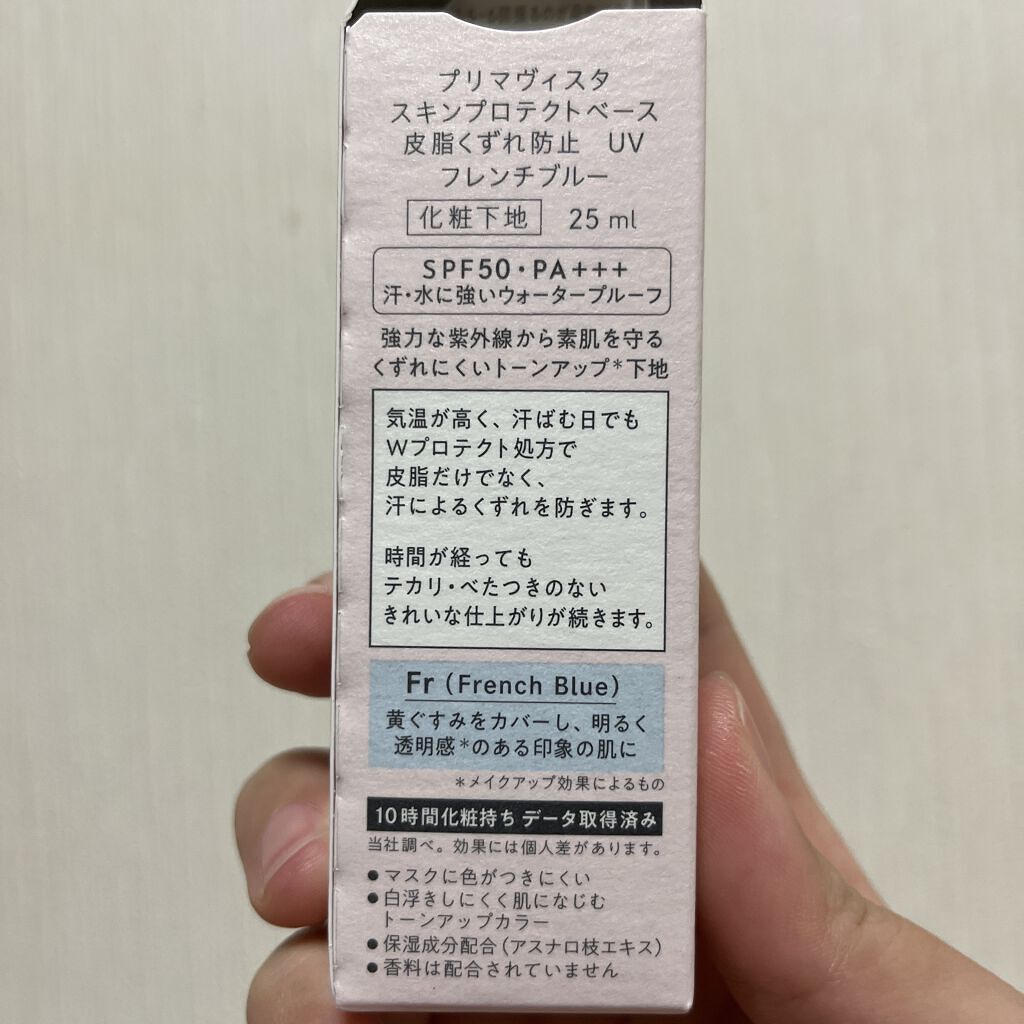 プリマヴィスタ
スキンプロテクトベース
皮脂くずれ防止　UV
フレンチブルー
化粧下地　25 ml
SPF50・PA+++
汗・水に強いウォータープルーフ
強力な紫外線から素肌を守る
くずれにくいトーンアップ*下地
気温が高く、汗ばむ日でも
Wプロテクト処方で
皮脂だけでなく、
汗によるくずれを防ぎます。
時間が経っても
テカリ・べたつきのない
きれいな仕上がりが続きます。
Fr（French Blue）
黄ぐすみをカバーし、明るく
透明感*のある印象の肌に
*メイクアップ効果によるもの
10時間化粧持ち データ取得済み
当社調べ。効果には個人差があります。
●マスクに色がつきにくい
●白浮きしにくく肌になじむ
トーンアップカラー
●保湿成分配合（アスナロ枝エキス）
●香料は配合されていません